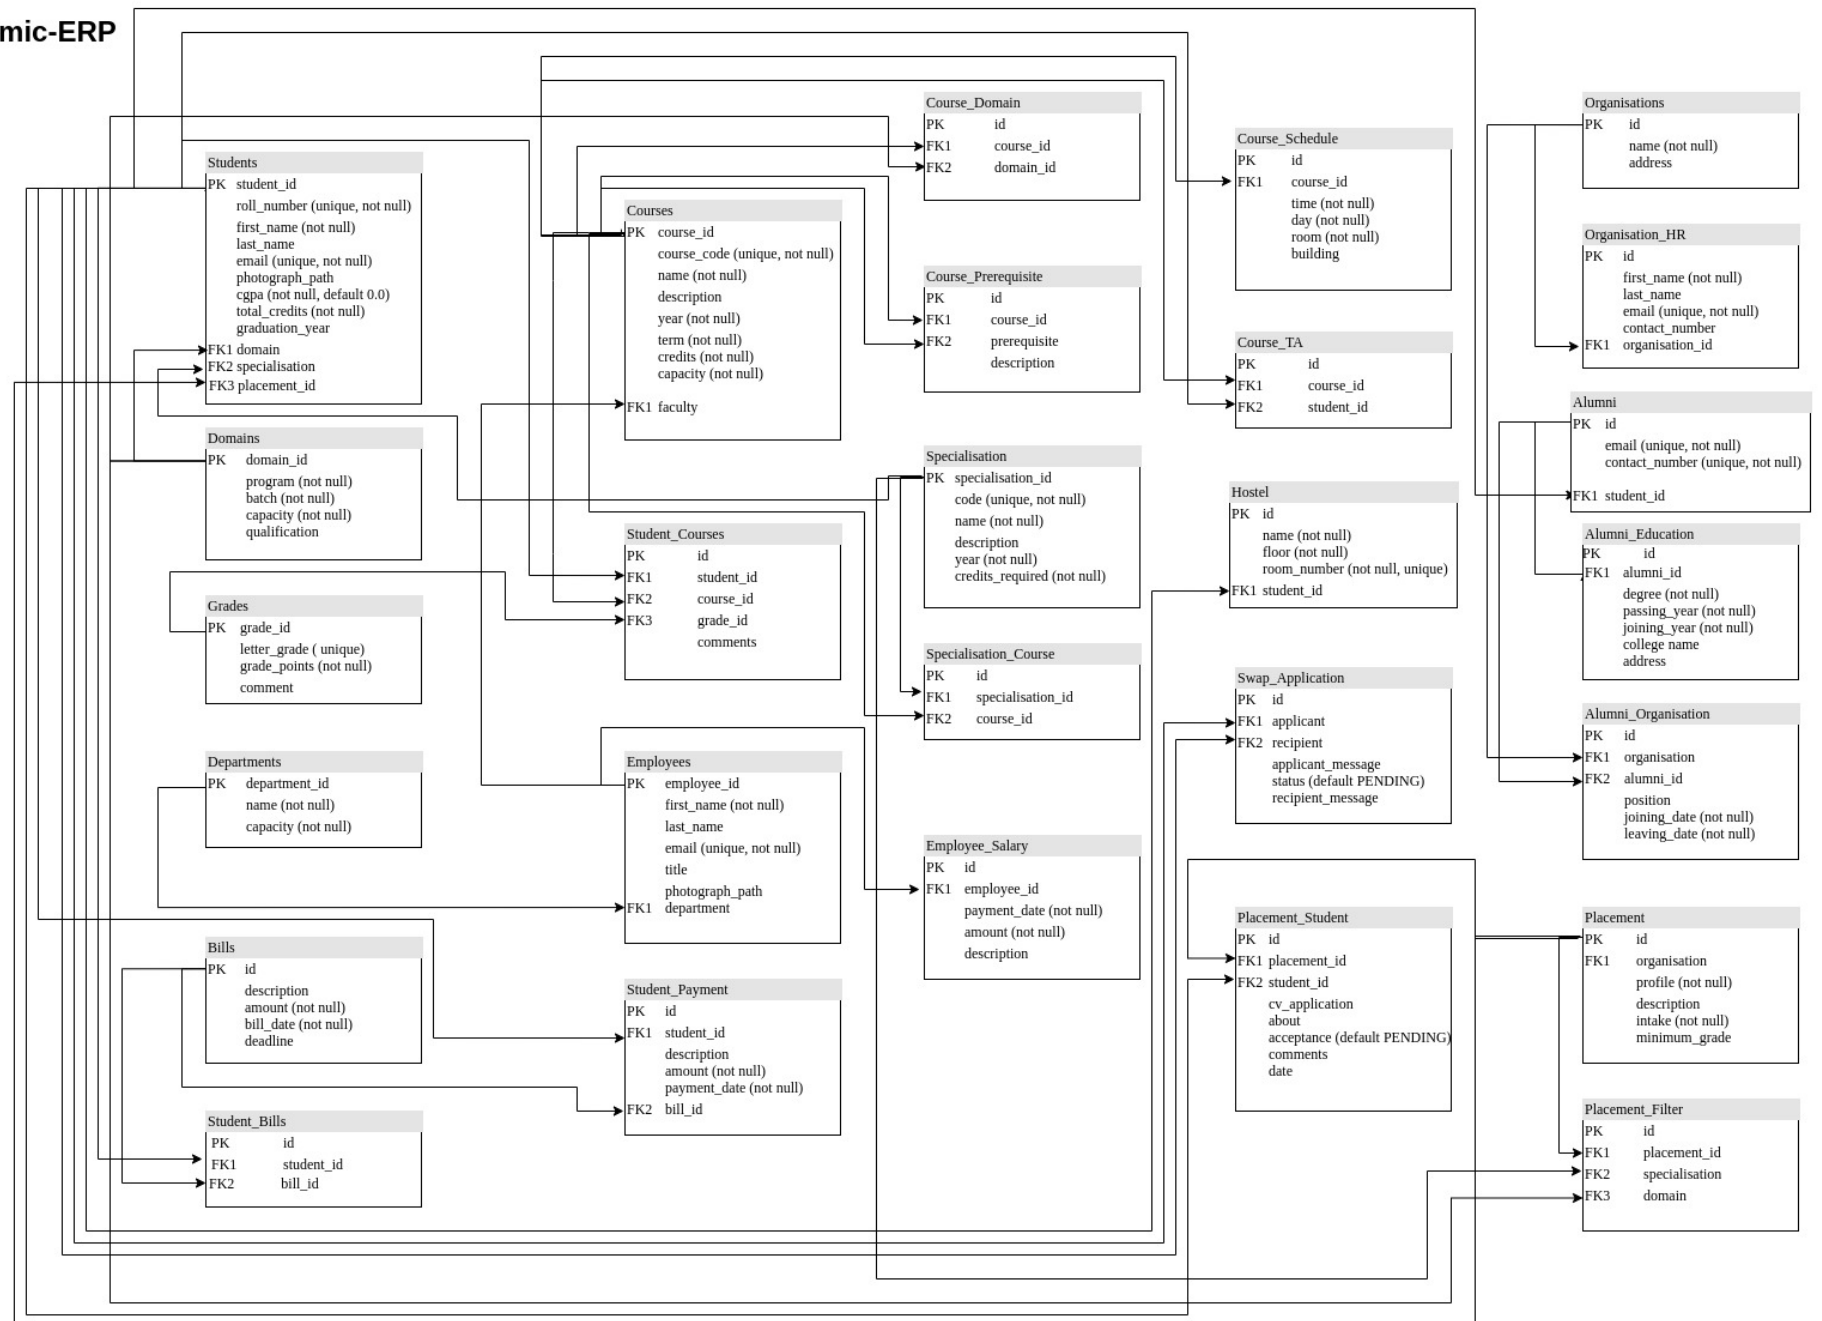 mic-ERP
Students
PK student_id
roll_number (unique, not null)
first_name (not null)
last_name
email (unique, not null)
photograph_path
cgpa (not null, default 0.0)
total_credits (not null)
graduation_year
FK1 domain
FK2 specialisation
FK3 placement_id
Domains
PK domain_id
program (not null)
batch (not null)
capacity (not null)
qualification
Grades
PK grade_id
letter_grade ( unique)
grade_points (not null)
comment
Departments
PK department_id
name (not null)
capacity (not null)
Bills
PK id
description
amount (not null)
bill_date (not null)
deadline
Student_Bills
PK id
FK1 student_id
FK2 bill_id
Courses
PK course_id
course_code (unique, not null)
name (not null)
description
year (not null)
term (not null)
credits (not null)
capacity (not null)
FK1 faculty
Student_Courses
PK id
FK1 student_id
FK2 course_id
FK3 grade_id
comments
Employees
PK employee_id
first_name (not null)
last_name
email (unique, not null)
title
photograph_path
FK1 department
Student_Payment
PK id
FK1 student_id
description
amount (not null)
payment_date (not null)
FK2 bill_id
Course_Domain
PK id
FK1 course_id
FK2 domain_id
Course_Prerequisite
PK id
FK1 course_id
FK2 prerequisite
description
Specialisation
PK specialisation_id
code (unique, not null)
name (not null)
description
year (not null)
credits_required (not null)
Specialisation_Course
PK id
FK1 specialisation_id
FK2 course_id
Employee_Salary
PK id
FK1 employee_id
payment_date (not null)
amount (not null)
description
Course_Schedule
PK id
FK1 course_id
time (not null)
day (not null)
room (not null)
building
Course_TA
PK id
FK1 course_id
FK2 student_id
Hostel
PK id
name (not null)
floor (not null)
room_number (not null, unique)
FK1 student_id
Swap_Application
PK id
FK1 applicant
FK2 recipient
applicant_message
status (default PENDING)
recipient_message
Placement_Student
PK id
FK1 placement_id
FK2 student_id
cv_application
about
acceptance (default PENDING)
comments
date
Organisations
PK id
name (not null)
address
Organisation_HR
PK id
first_name (not null)
last_name
email (unique, not null)
contact_number
FK1 organisation_id
Alumni
PK id
email (unique, not null)
contact_number (unique, not null)
FK1 student_id
Alumni_Education
PK id
FK1 alumni_id
degree (not null)
passing_year (not null)
joining_year (not null)
college name
address
Alumni_Organisation
PK id
FK1 organisation
FK2 alumni_id
position
joining_date (not null)
leaving_date (not null)
Placement
PK id
FK1 organisation
profile (not null)
description
intake (not null)
minimum_grade
Placement_Filter
PK id
FK1 placement_id
FK2 specialisation
FK3 domain